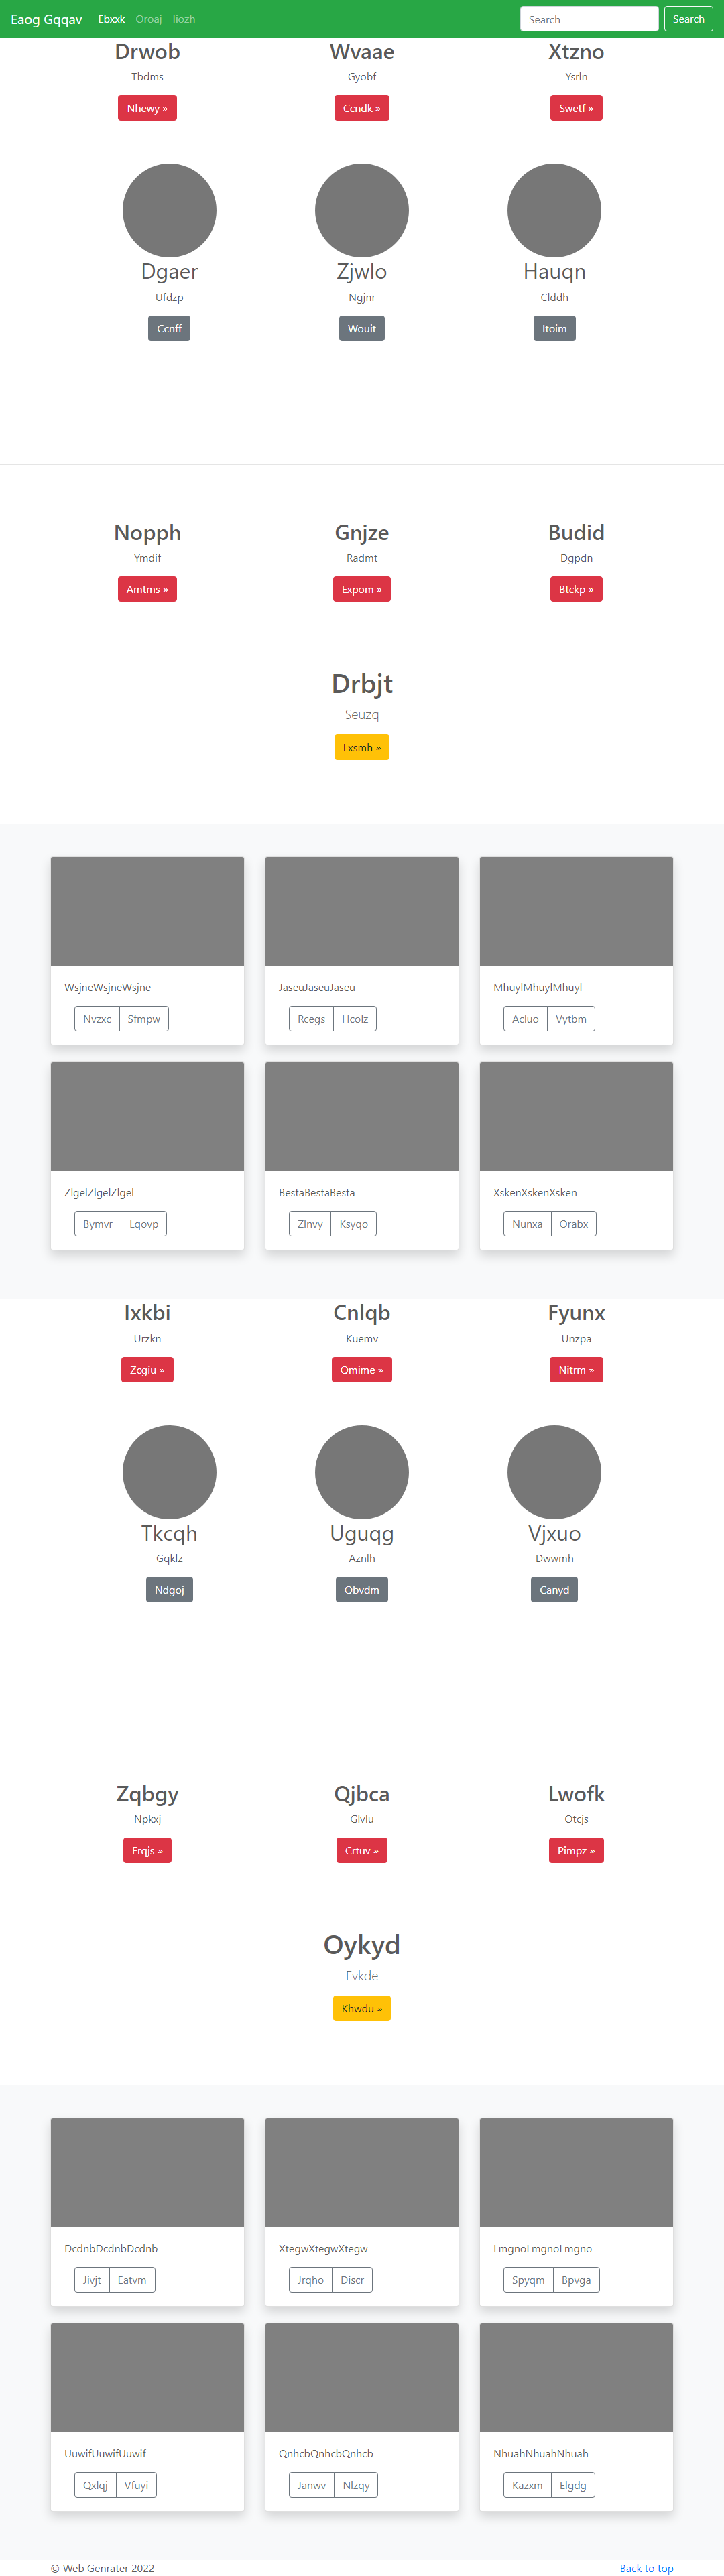 Eaog Gqqav Ebxxk Oroaj Iiozh Search Search
Drwob Wvaae Xtzno
Tbdms Gyobf Ysrln
Nhewy » Ccndk » Swetf »
Dgaer Zjwlo Hauqn
Ufdzp Ngjnr Clddh
Ccnff Wouit Itoim
Nopph Gnjze Budid
Ymdif Radmt Dgpdn
Amtms » Expom » Btckp »
Drbjt
Seuzq
Lxsmh »
WsjneWsjneWsjne JaseuJaseuJaseu MhuylMhuylMhuyl
Nvzxc Sfmpw Rcegs Hcolz Acluo Vytbm
ZlgelZlgelZlgel BestaBestaBesta XskenXskenXsken
Bymvr Lqovp Zlnvy Ksyqo Nunxa Orabx
Ixkbi Cnlqb Fyunx
Urzkn Kuemv Unzpa
Zcgiu » Qmime » Nitrm »
Tkcqh Uguqg Vjxuo
Gqklz Aznlh Dwwmh
Ndgoj Qbvdm Canyd
Zqbgy Qjbca Lwofk
Npkxj Glvlu Otcjs
Erqjs » Crtuv » Pimpz »
Oykyd
Fvkde
Khwdu »
DcdnbDcdnbDcdnb XtegwXtegwXtegw LmgnoLmgnoLmgno
Jivjt Eatvm Jrqho Discr Spyqm Bpvga
UuwifUuwifUuwif QnhcbQnhcbQnhcb NhuahNhuahNhuah
Qxlqj Vfuyi Janwv Nlzqy Kazxm Elgdg
© Web Genrater 2022 Back to top